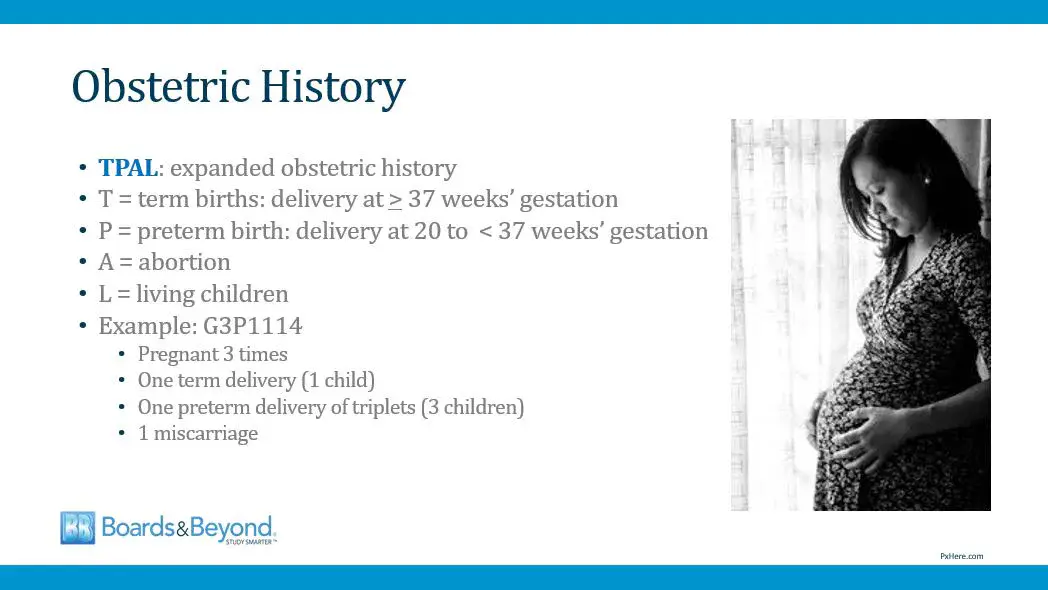 Obstetric History
• TPAL: expanded obstetric history
• T = term births: delivery at ≥ 37 weeks’ gestation
• P = preterm birth: delivery at 20 to < 37 weeks’ gestation
• A = abortion
• L = living children
• Example: G3P1114
• Pregnant 3 times
• One term delivery (1 child)
• One preterm delivery of triplets (3 children)
• 1 miscarriage
BB Boards&Beyond.
STUDY SMARTER ™
PxHere.com